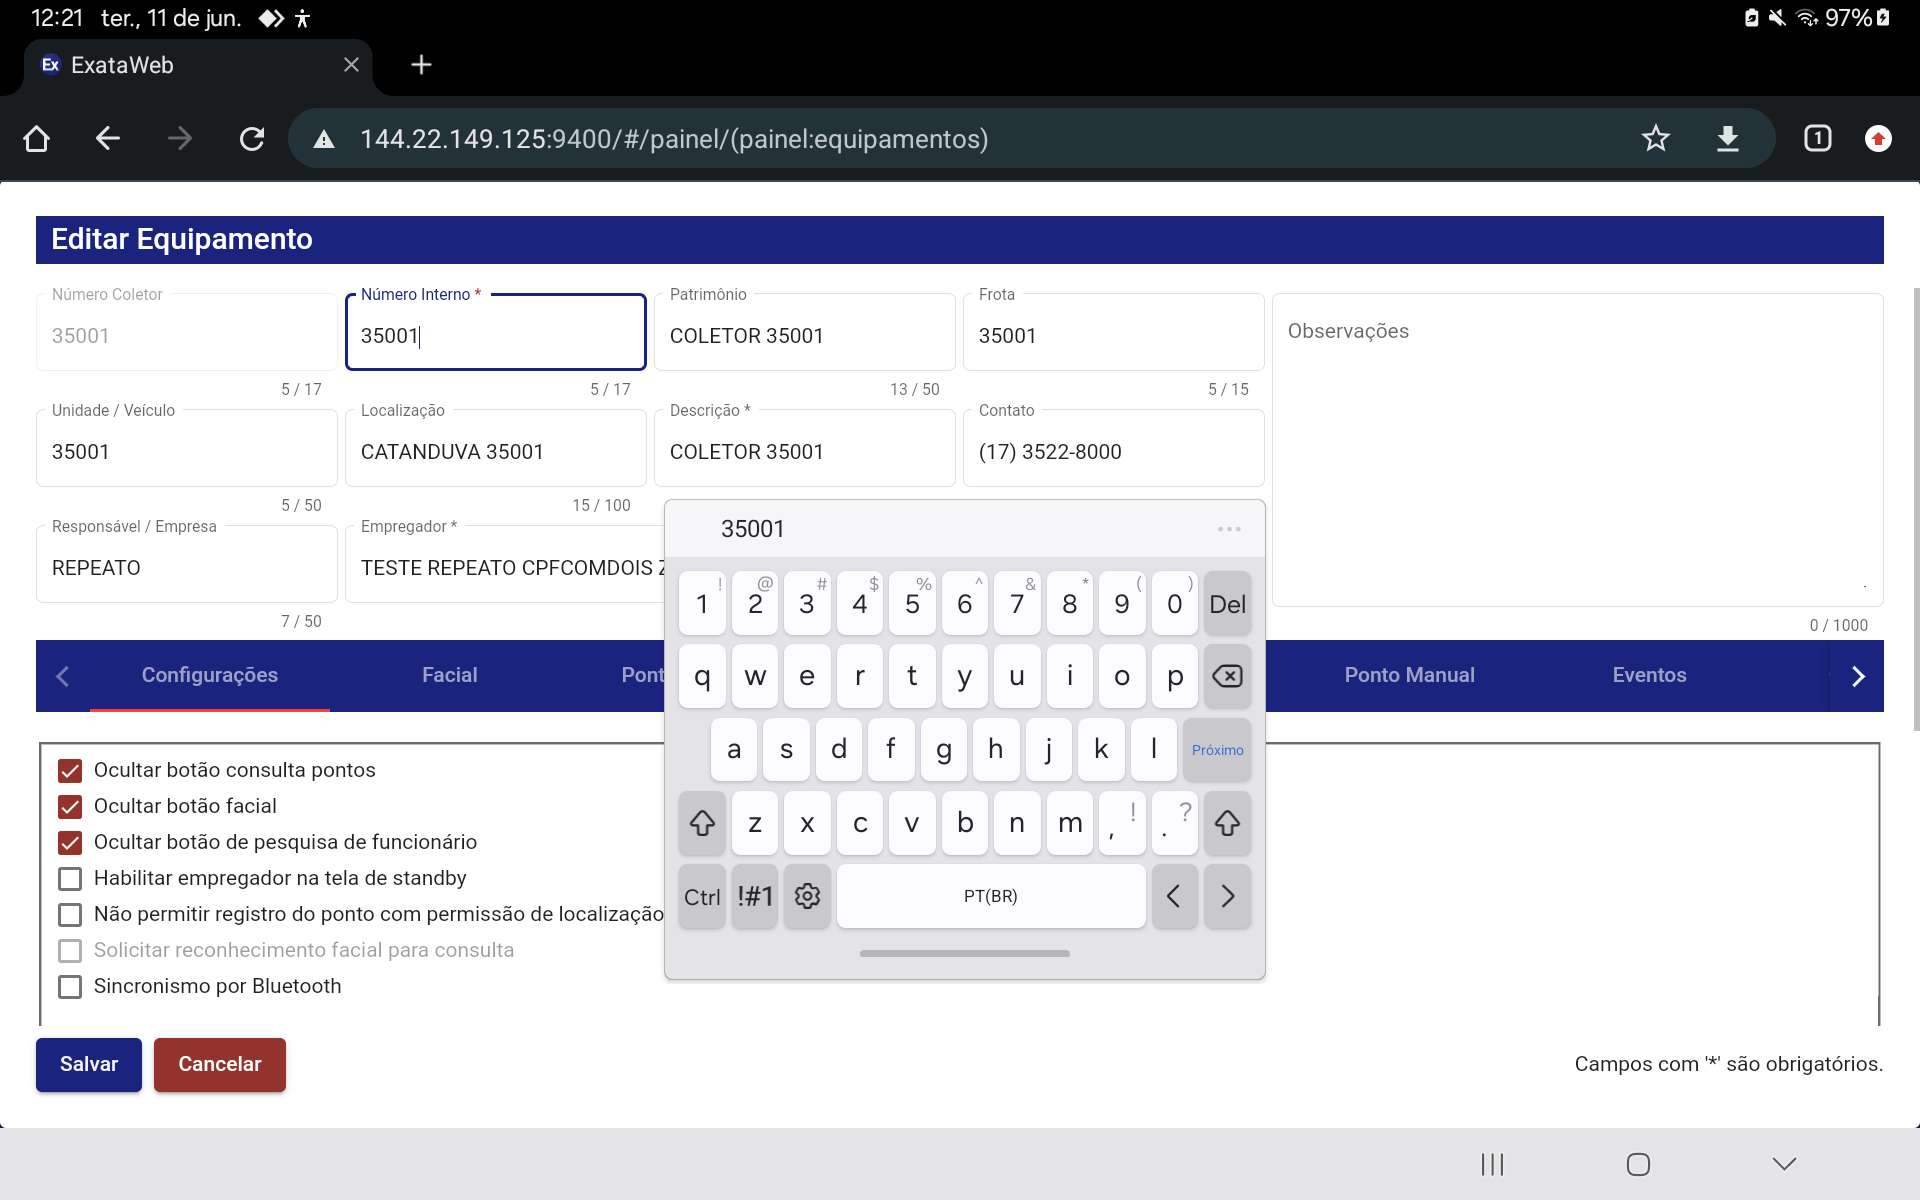 12:21 ter., 11 de jun. 97%
Ex ExataWeb
144.22.149.125:9400/#/painel/(painel:equipamentos) 1
Editar Equipamento
Número Coletor Número Interno * Patrimônio Frota
35001 35001 COLETOR 35001 35001 Observações
5 / 17 5 / 17 13 / 50 5 / 15
Unidade / Veículo Localização Descrição * Contato
35001 CATANDUVA 35001 COLETOR 35001 (17) 3522-8000
5 / 50 15 / 100
Responsável / Empresa Empregador *
REPEATO TESTE REPEATO CPFCOMDOIS
7 / 50 0 / 1000
Configurações Facial Pont Ponto Manual Eventos
Ocultar botão consulta pontos
Ocultar botão facial
Ocultar botão de pesquisa de funcionário
Habilitar empregador na tela de standby
Não permitir registro do ponto com permissão de localização
Solicitar reconhecimento facial para consulta
Sincronismo por Bluetooth
35001 ...
! @ # $ % ^ & * ( )
1 2 3 4 5 6 7 8 9 0 Del
q w e r t y u i o p
a s d f g h j k l Próximo
z x c v b n m , ! . ?
Ctrl !#1 PT(BR) < >
Salvar Cancelar Campos com '*' são obrigatórios.